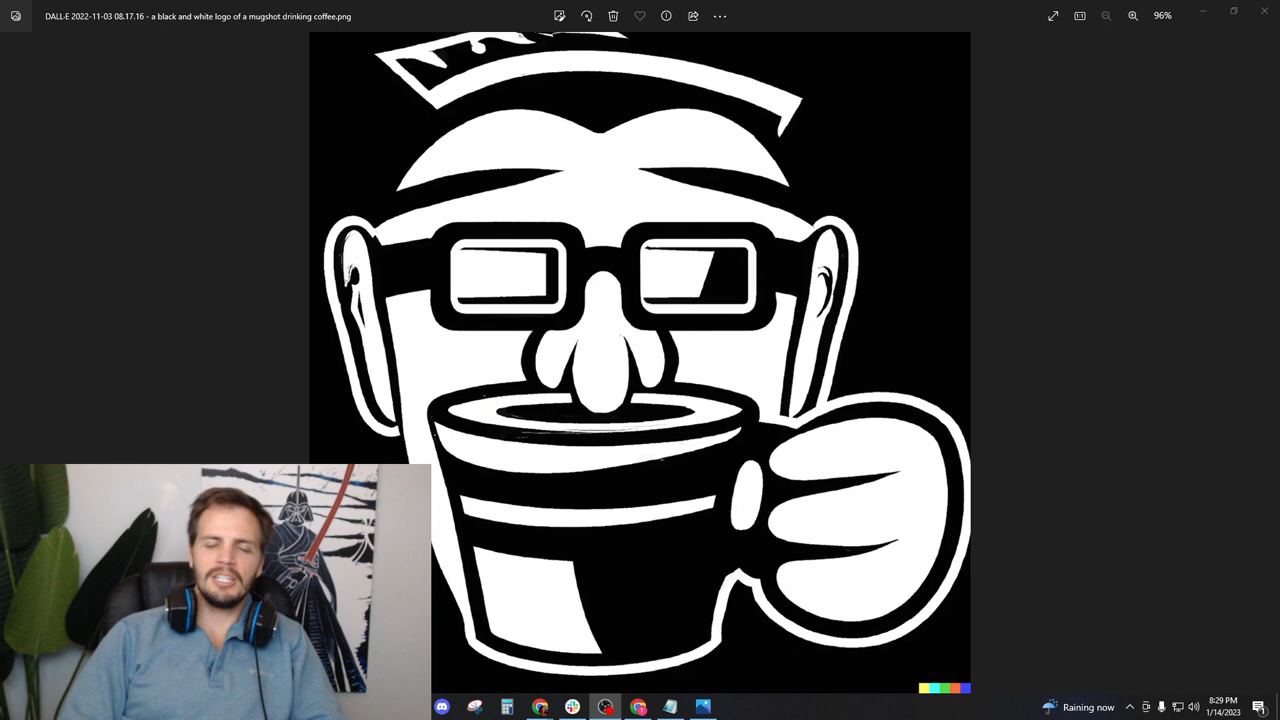 DALL·E 2022-11-03 08.17.16 - a black and white logo of a mugshot drinking coffee.png
96%
Raining now
8:29 PM
1/14/2023